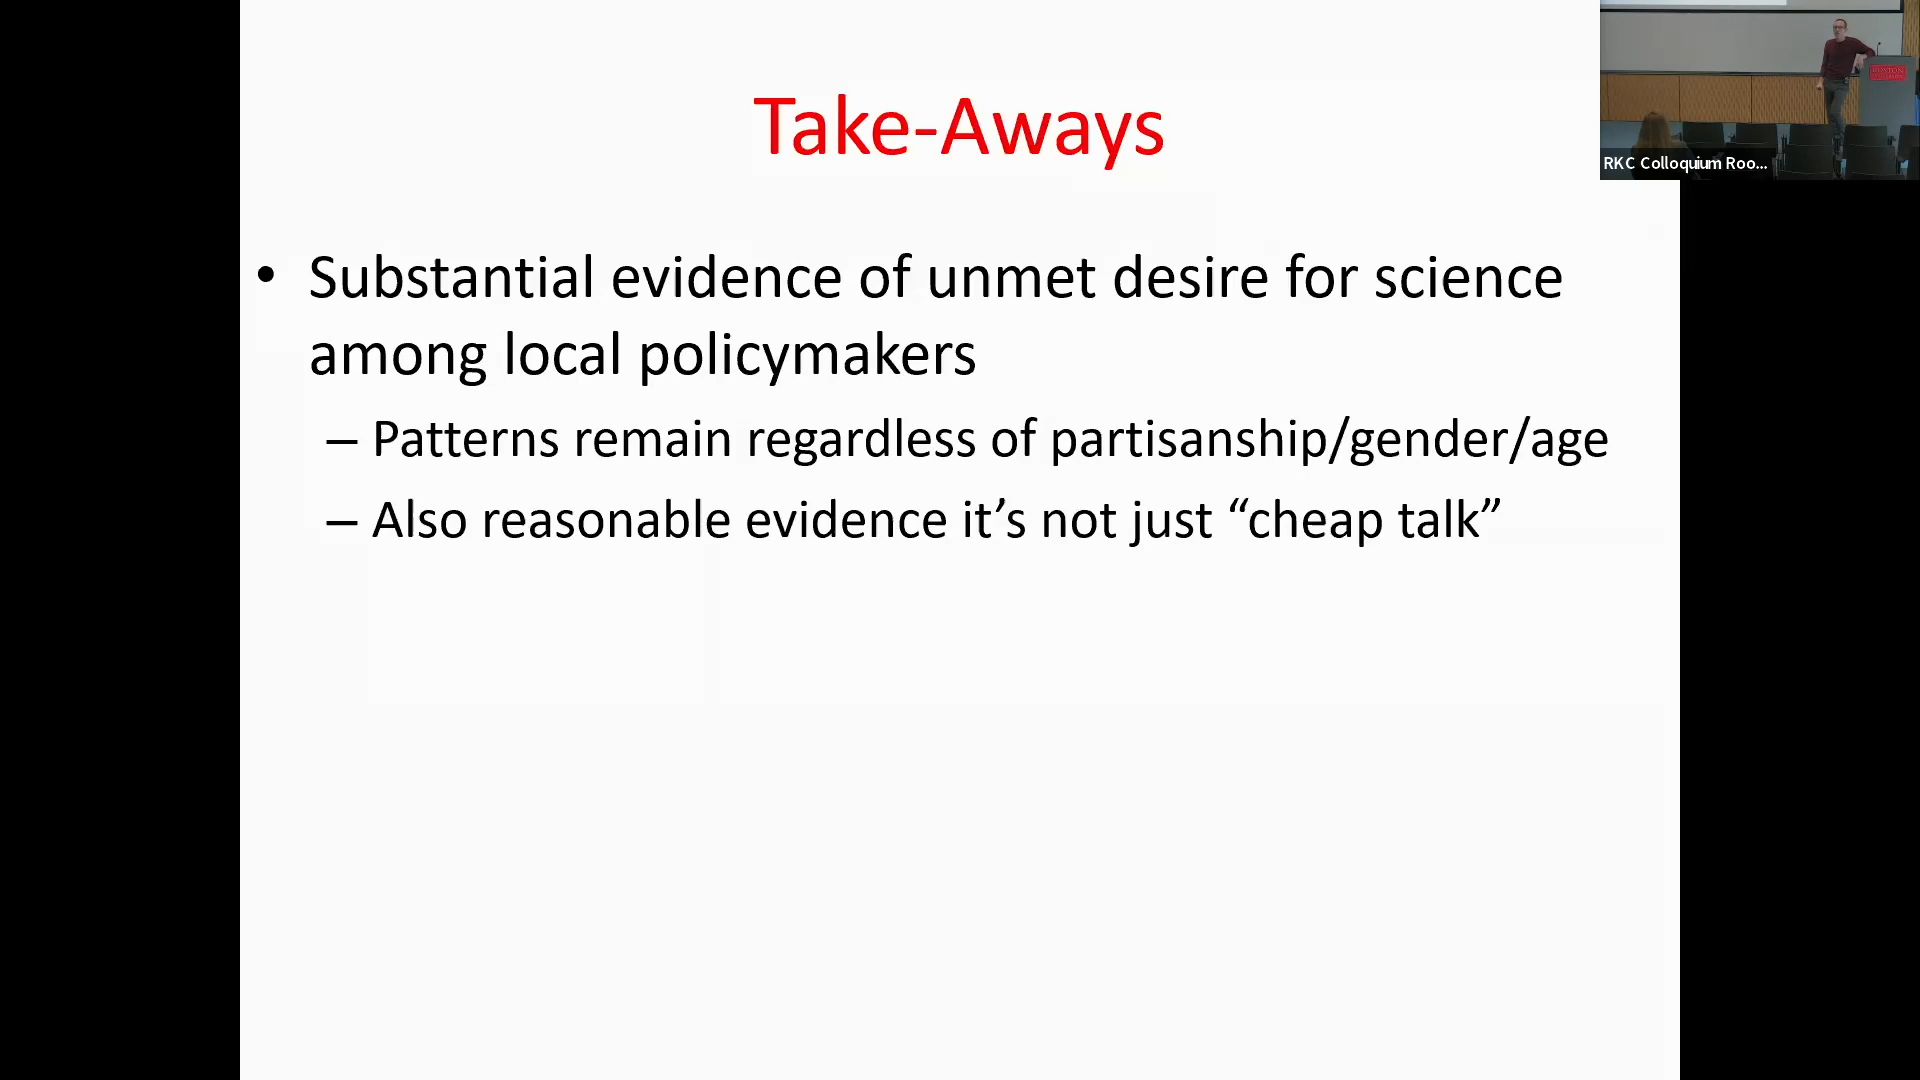 Take-Aways
• Substantial evidence of unmet desire for science
among local policymakers
– Patterns remain regardless of partisanship/gender/age
– Also reasonable evidence it’s not just “cheap talk”
RKC Colloquium Roo...
BOSTON